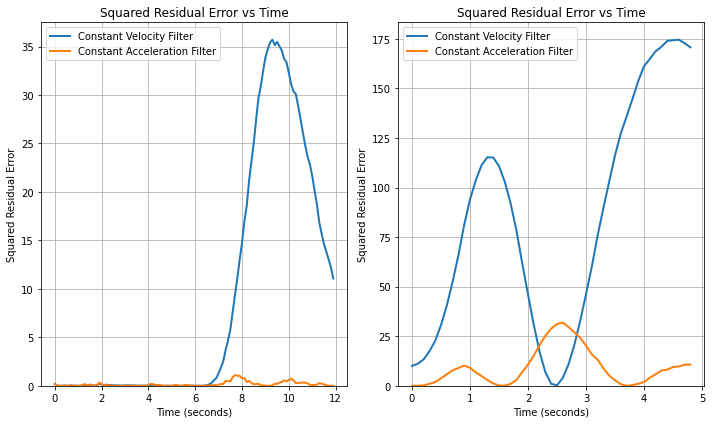 Squared Residual Error vs Time
Constant Velocity Filter
Constant Acceleration Filter
Squared Residual Error
35
30
25
20
15
10
5
0
0 2 4 6 8 10 12
Time (seconds)
Squared Residual Error vs Time
Constant Velocity Filter
Constant Acceleration Filter
Squared Residual Error
175
150
125
100
75
50
25
0
0 1 2 3 4 5
Time (seconds)